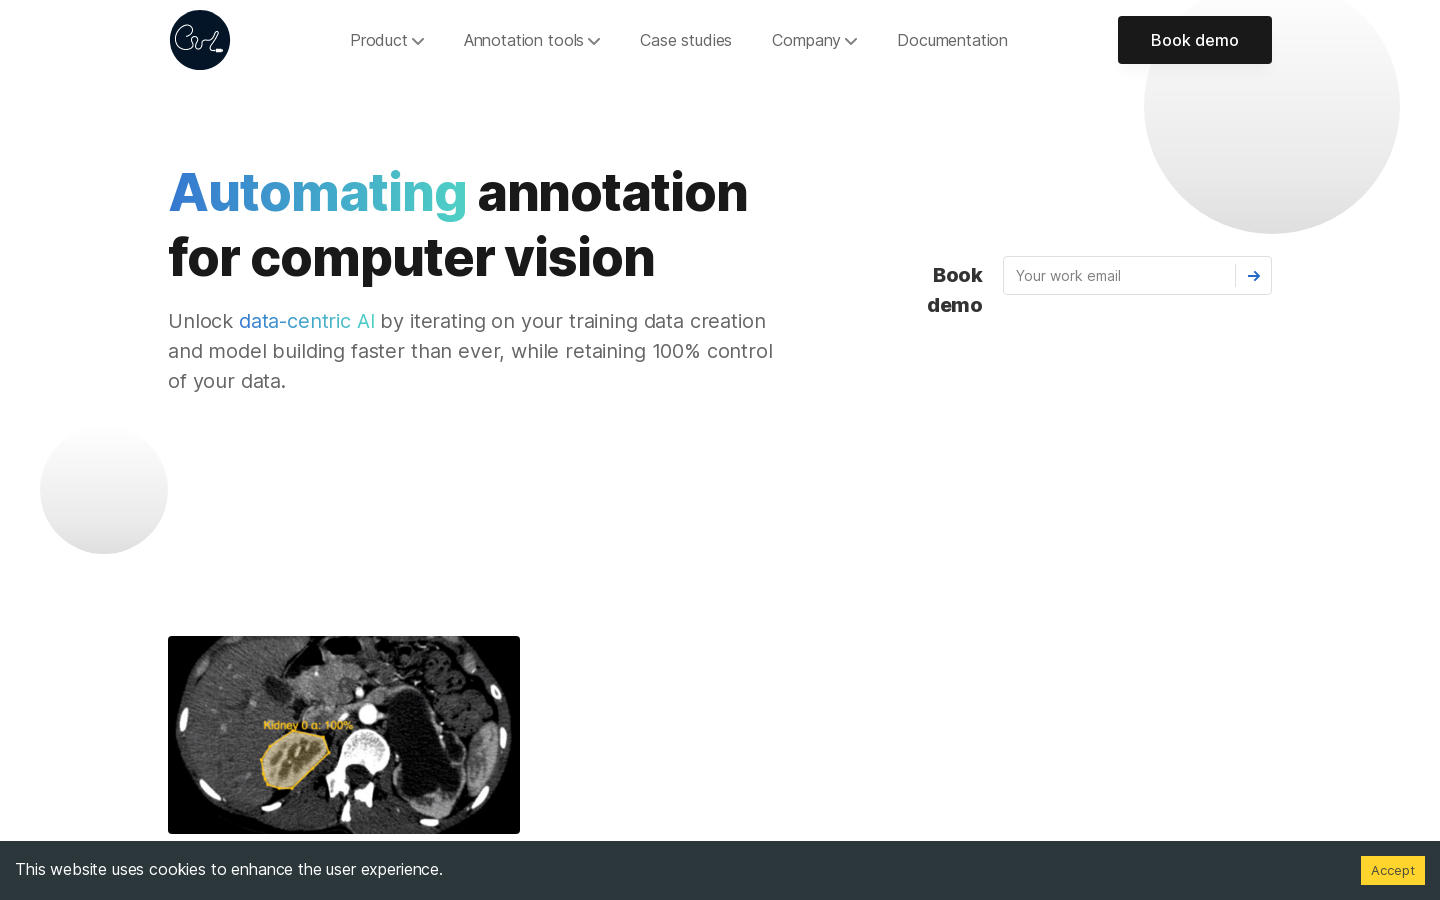 Product
Annotation tools
Case studies
Company
Documentation
Book demo
Automating annotation
for computer vision
Unlock data-centric AI by iterating on your training data creation
and model building faster than ever, while retaining 100% control
of your data.
Book
demo
Your work email
Kidney 0 a: 100%
This website uses cookies to enhance the user experience.
Accept